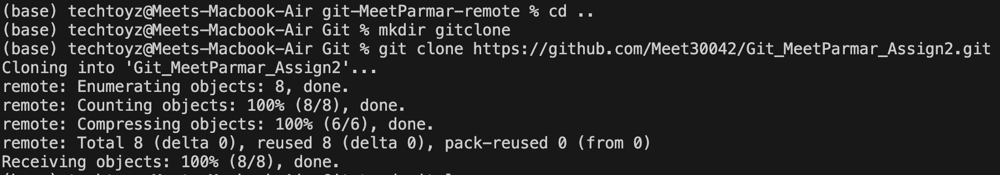 (base) techtoyz@Meets-Macbook-Air git-MeetParmar-remote % cd ..
(base) techtoyz@Meets-Macbook-Air Git % mkdir gitclone
(base) techtoyz@Meets-Macbook-Air Git % git clone https://github.com/Meet30042/Git_MeetParmar_Assign2.git
Cloning into 'Git_MeetParmar_Assign2'...
remote: Enumerating objects: 8, done.
remote: Counting objects: 100% (8/8), done.
remote: Compressing objects: 100% (6/6), done.
remote: Total 8 (delta 0), reused 8 (delta 0), pack-reused 0 (from 0)
Receiving objects: 100% (8/8), done.